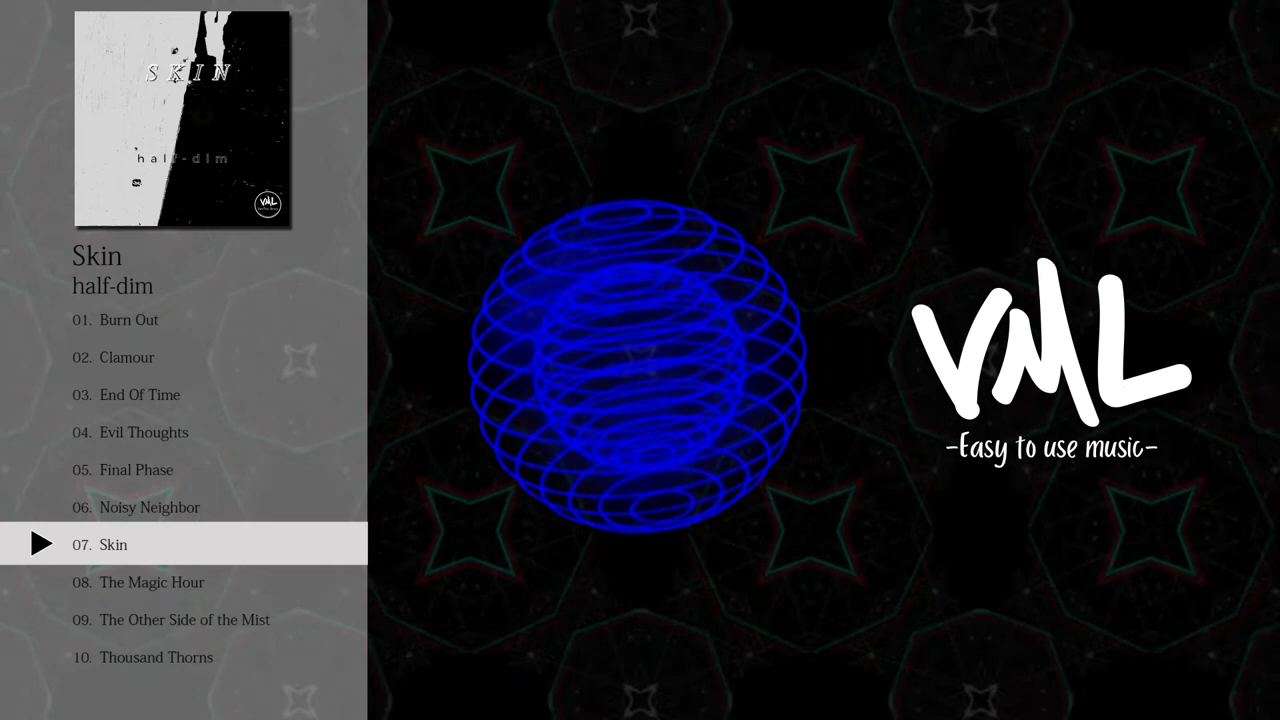 SKIN
half-dim
VML
Skin
half-dim
01. Burn Out
02. Clamour
03. End Of Time
04. Evil Thoughts
05. Final Phase
06. Noisy Neighbor
07. Skin
08. The Magic Hour
09. The Other Side of the Mist
10. Thousand Thorns
VML
-Easy to use music-